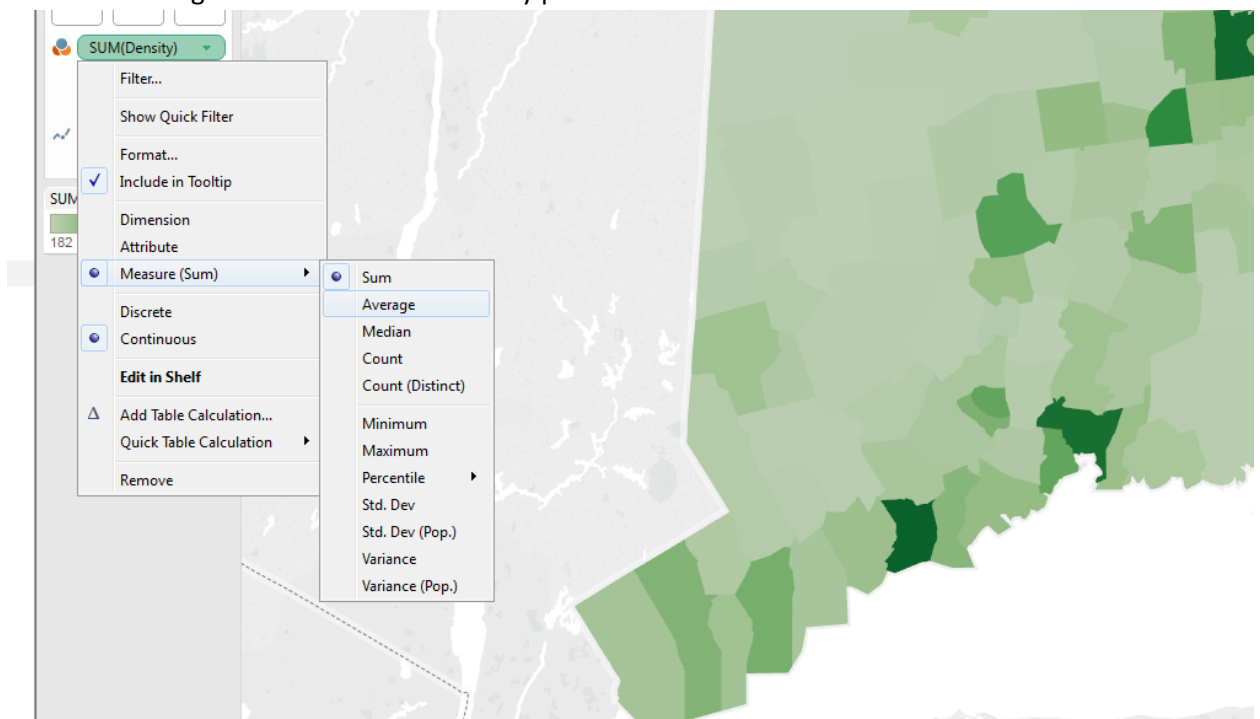 SUM(Density)
Filter...
Show Quick Filter
Format...
Include in Tooltip
SUM
182
Dimension
Attribute
Measure (Sum)
Discrete
Continuous
Edit in Shelf
Add Table Calculation...
Quick Table Calculation
Remove
Sum
Average
Median
Count
Count (Distinct)
Minimum
Maximum
Percentile
Std. Dev
Std. Dev (Pop.)
Variance
Variance (Pop.)